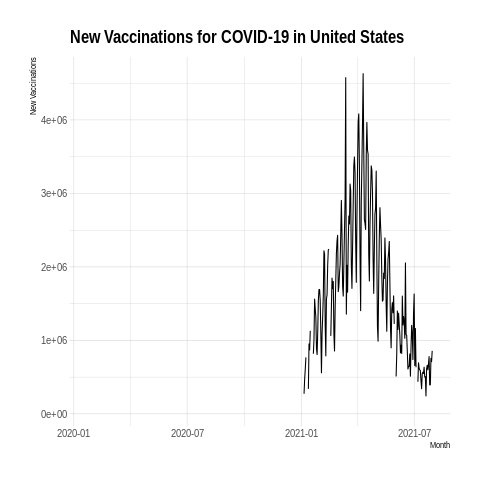 New Vaccinations for COVID-19 in United States
New Vaccinations
4e+06
3e+06
2e+06
1e+06
0e+00
2020-01
2020-07
2021-01
2021-07
Month